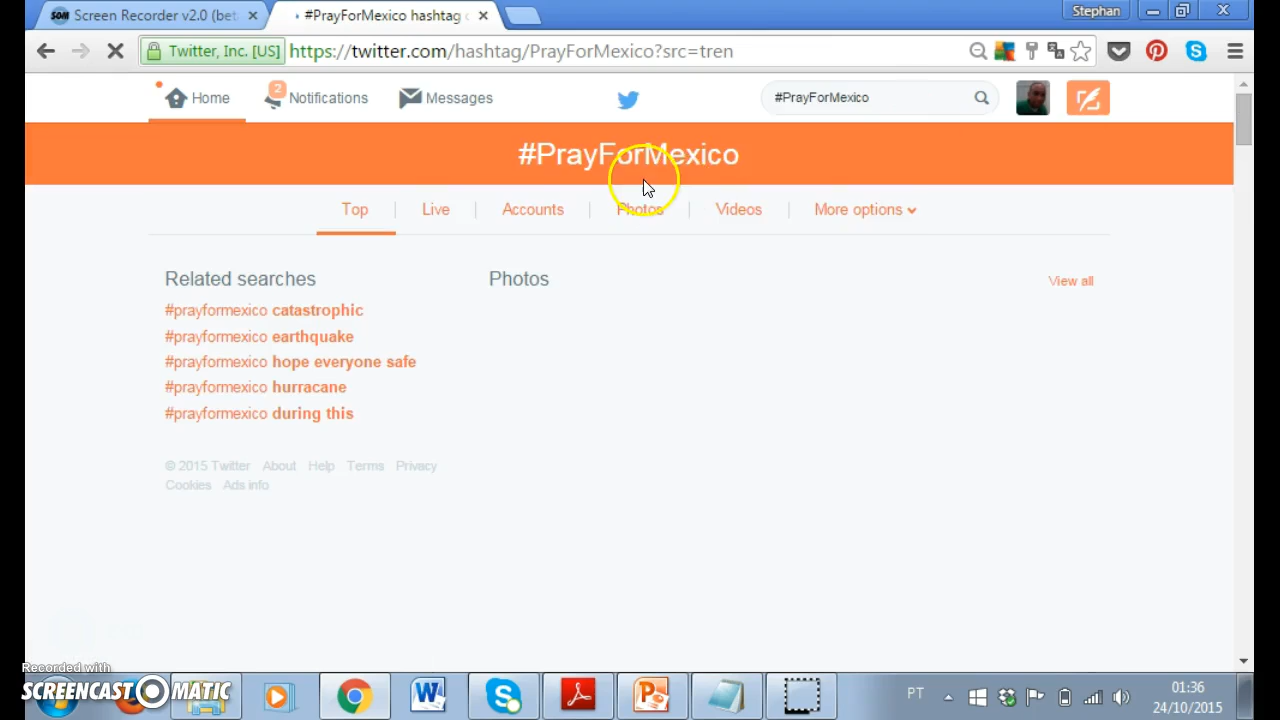 Screen Recorder v2.0 (bet
#PrayForMexico hashtag
Stephan
Twitter, Inc. [US]
https://twitter.com/hashtag/PrayForMexico?src=tren
Home
2
Notifications
Messages
#PrayForMexico
#PrayForMexico
Top
Live
Accounts
Photos
Videos
More options
Related searches
Photos
View all
#prayformexico catastrophic
#prayformexico earthquake
#prayformexico hope everyone safe
#prayformexico hurracane
#prayformexico during this
© 2015 Twitter About Help Terms Privacy
Cookies Ads info
Recorded with
SCREENCAST MATIC
PT
01:36
24/10/2015